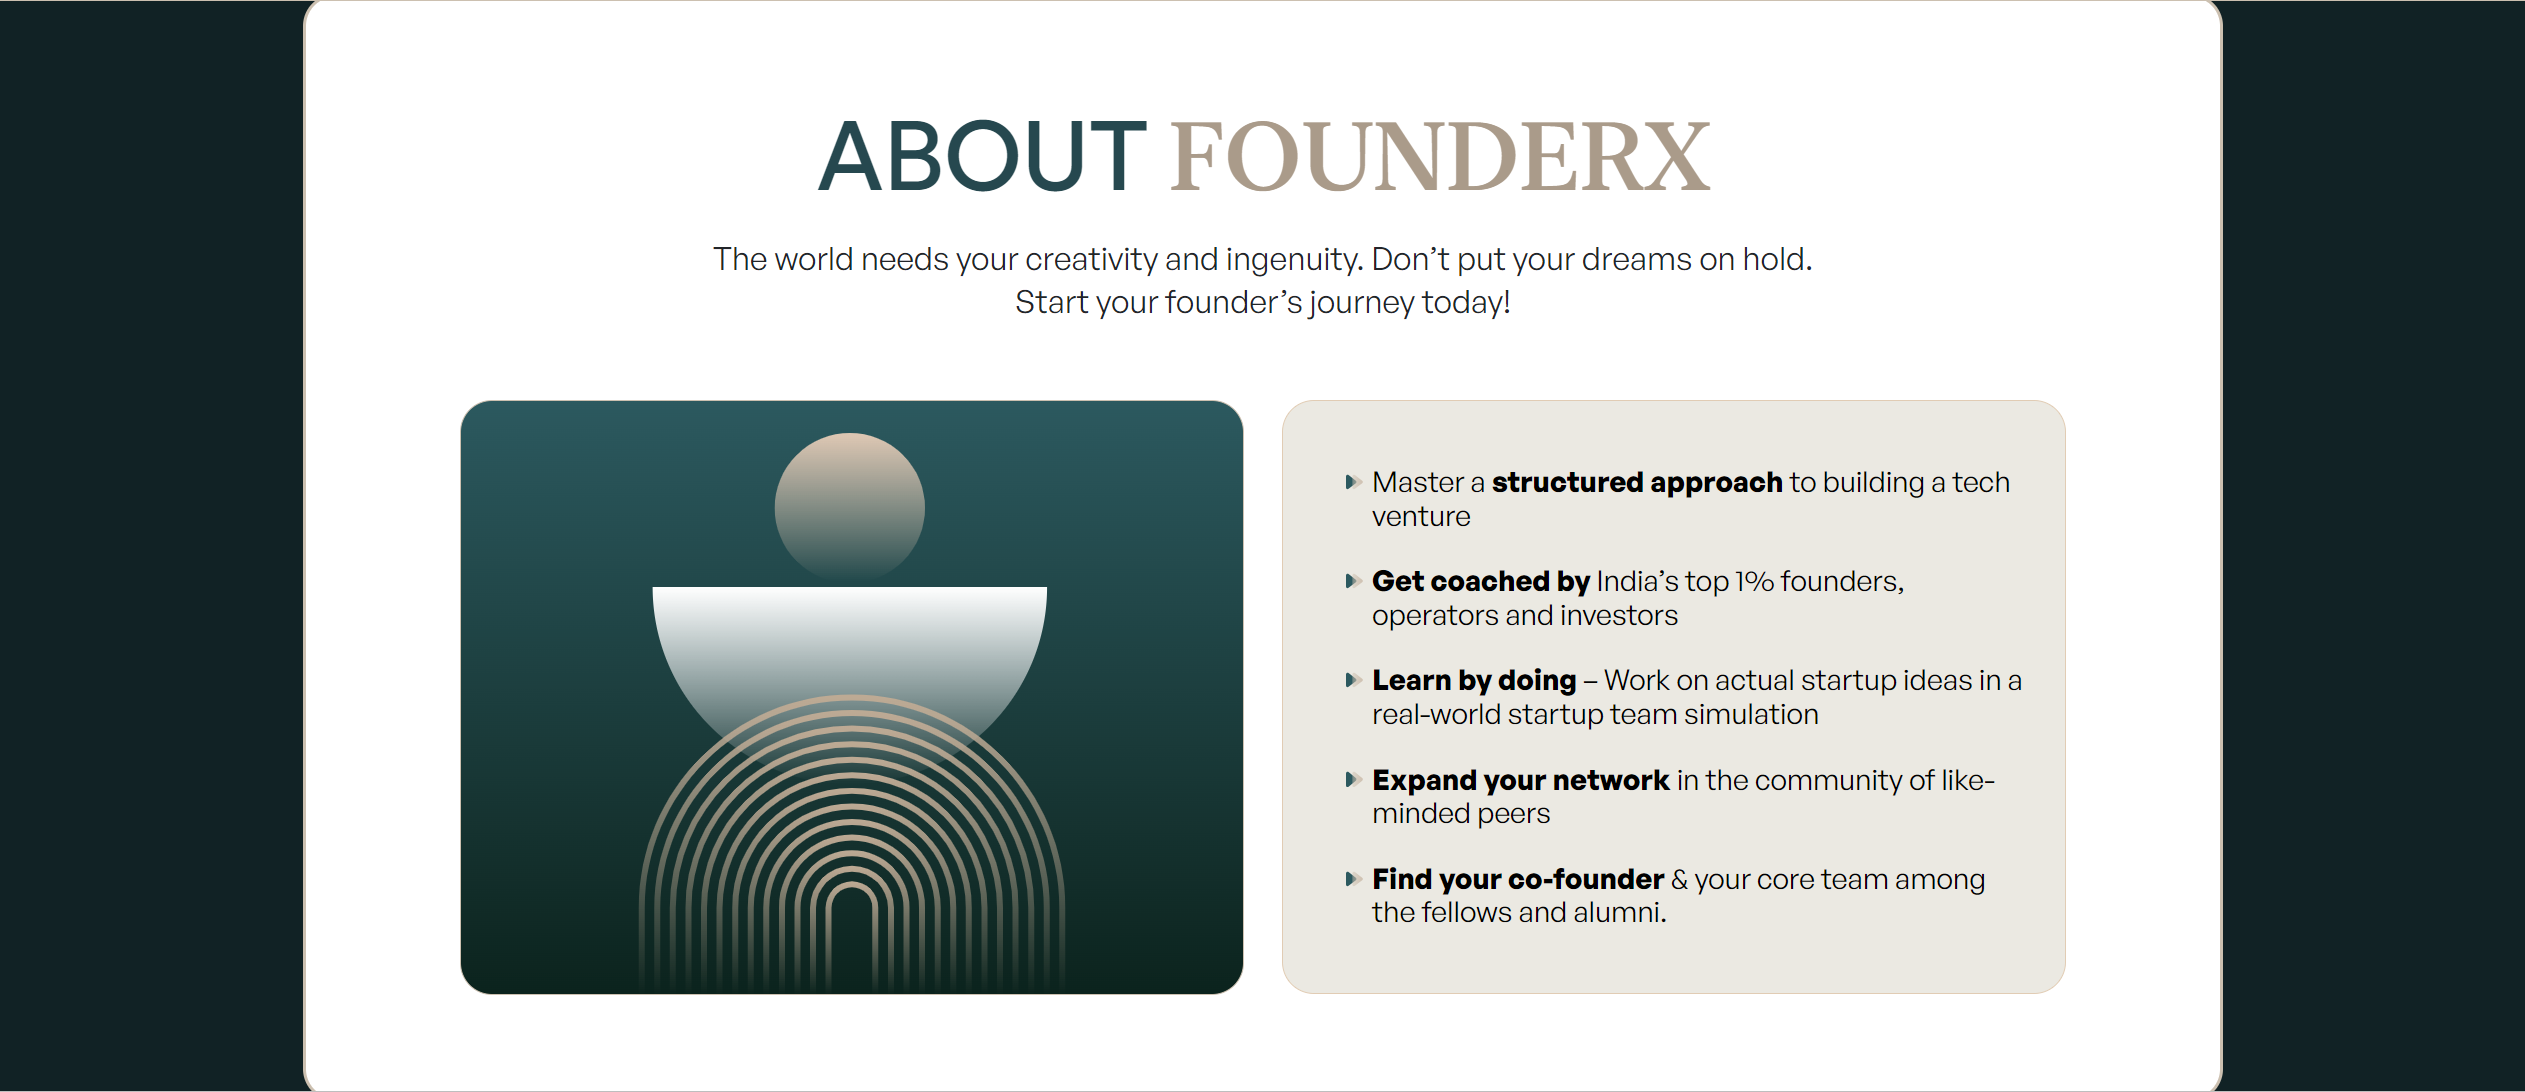 ABOUT FOUNDERX
The world needs your creativity and ingenuity. Don’t put your dreams on hold.
Start your founder’s journey today!
Master a structured approach to building a tech
venture
Get coached by India’s top 1% founders,
operators and investors
Learn by doing – Work on actual startup ideas in a
real-world startup team simulation
Expand your network in the community of like-
minded peers
Find your co-founder & your core team among
the fellows and alumni.